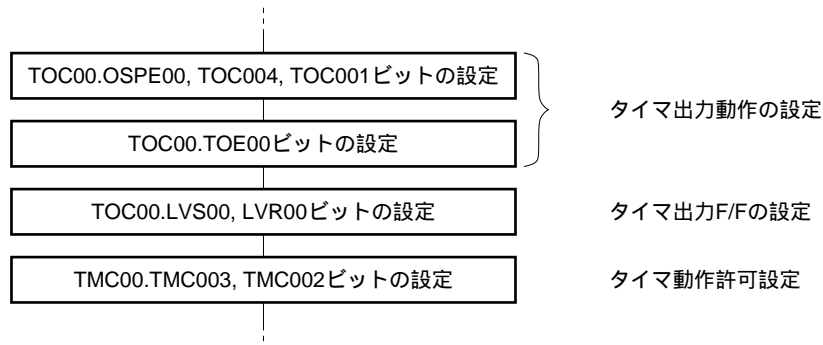 TOC00.OSPE00, TOC004, TOC001ビットの設定
タイマ出力動作の設定
TOC00.TOE00ビットの設定
TOC00.LVS00, LVR00ビットの設定
タイマ出力F/Fの設定
TMC00.TMC003, TMC002ビットの設定
タイマ動作許可設定